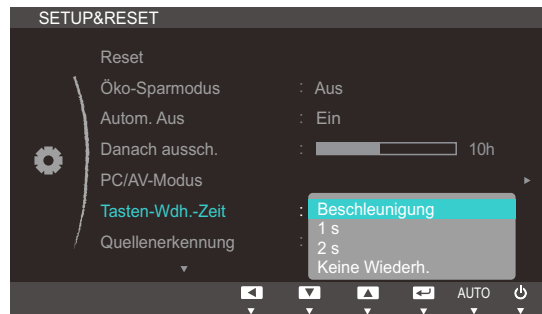 SETUP&RESET
Reset
Öko-Sparmodus : Aus
Autom. Aus : Ein
Danach aussch. : 10h
PC/AV-Modus
Tasten-Wdh.-Zeit : Beschleunigung
1 s
Quellenerkennung : 2 s
Keine Wiederh.
AUTO